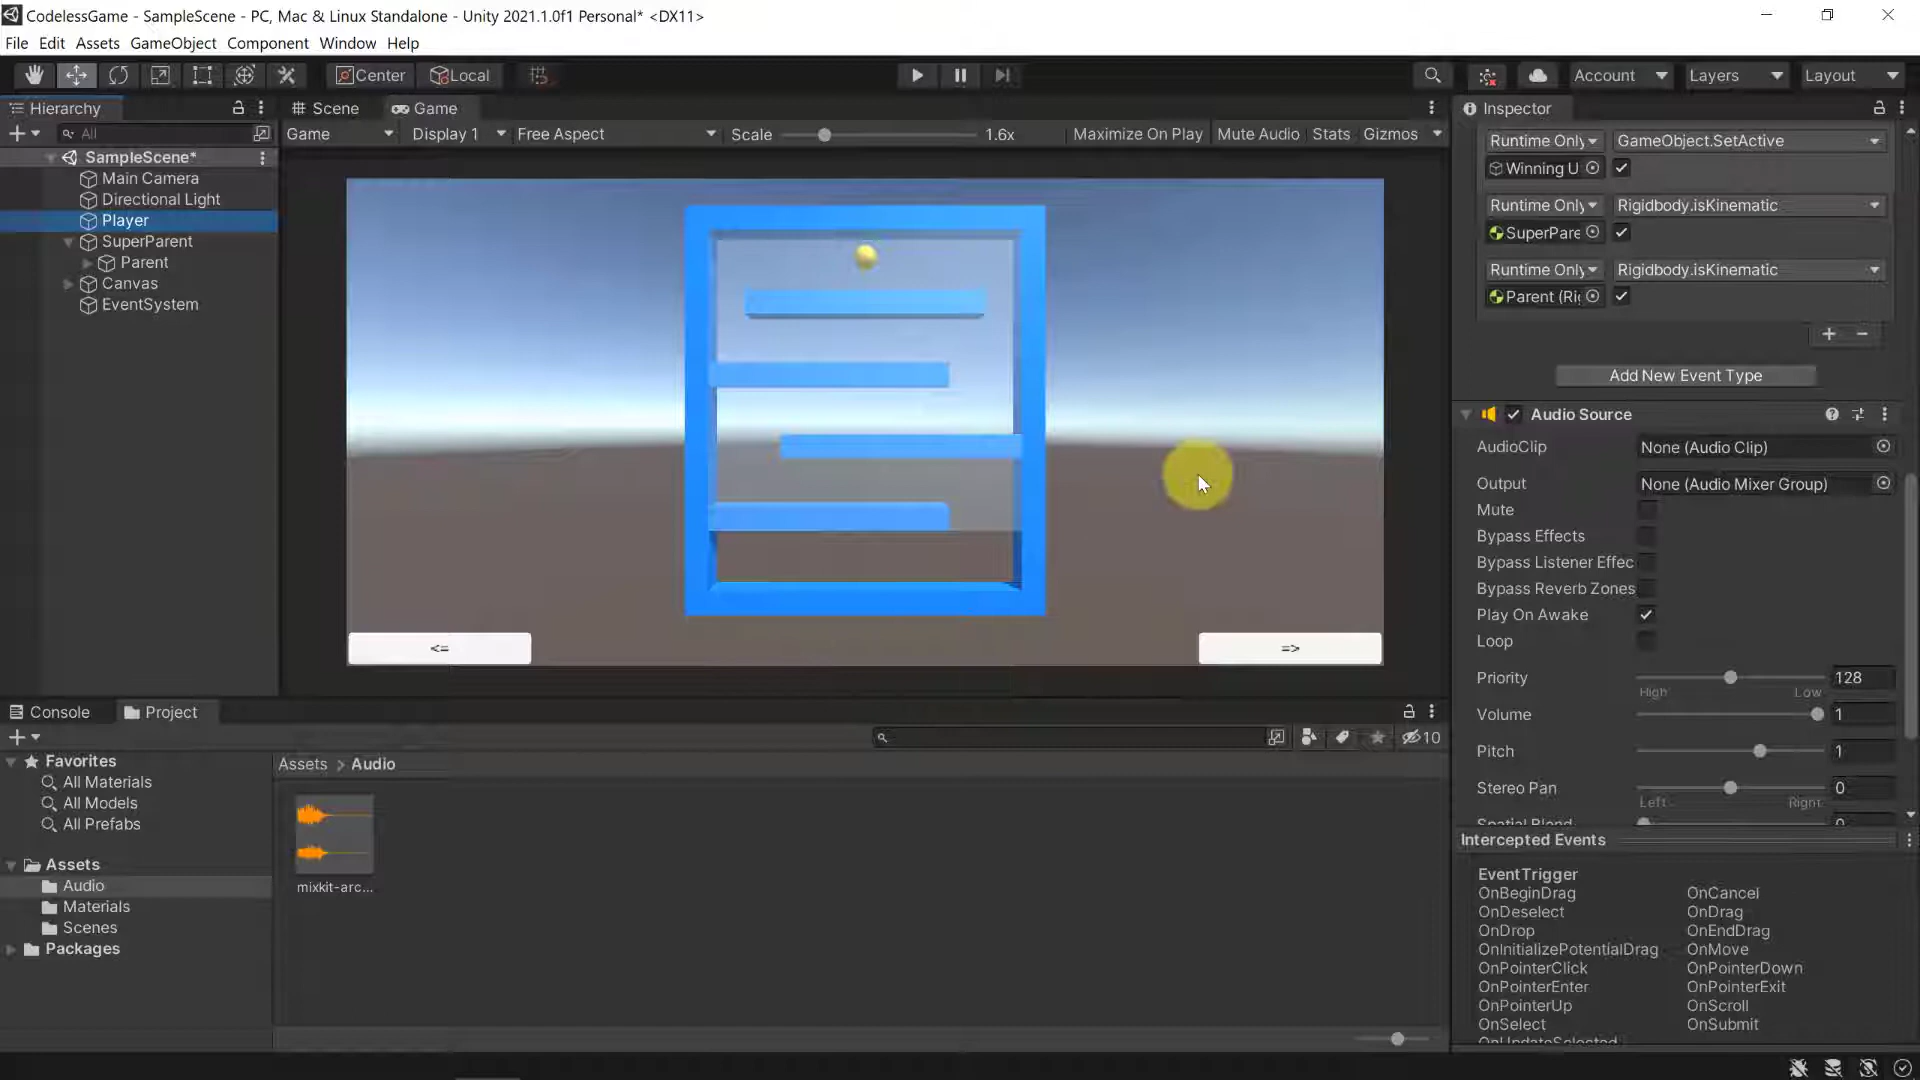 CodelessGame - SampleScene - PC, Mac & Linux Standalone - Unity 2021.1.0f1 Personal* <DX11>
File Edit Assets GameObject Component Window Help
Center Local Account Layers Layout
Hierarchy
All
SampleScene*
Main Camera
Directional Light
Player
SuperParent
Parent
Canvas
EventSystem
Scene Game
Game Display 1 Free Aspect Scale 1.6x Maximize On Play Mute Audio Stats Gizmos
<=
=>
Inspector
Runtime Only GameObject.SetActive
Winning U
Runtime Only Rigidbody.isKinematic
SuperPare
Runtime Only Rigidbody.isKinematic
Parent (Ri
Add New Event Type
Audio Source
AudioClip None (Audio Clip)
Output None (Audio Mixer Group)
Mute
Bypass Effects
Bypass Listener Effec
Bypass Reverb Zones
Play On Awake
Loop
Priority 128
High Low
Volume 1
Pitch 1
Stereo Pan 0
Left Right
Spatial Blend 0
Intercepted Events
EventTrigger
OnBeginDrag OnCancel
OnDeselect OnDrag
OnDrop OnEndDrag
OnInitializePotentialDrag OnMove
OnPointerClick OnPointerDown
OnPointerEnter OnPointerExit
OnPointerUp OnScroll
OnSelect OnSubmit
OnUpdateSelected
Console Project
10
Favorites
All Materials
All Models
All Prefabs
Assets
Audio
Materials
Scenes
Packages
Assets > Audio
mixkit-arc...